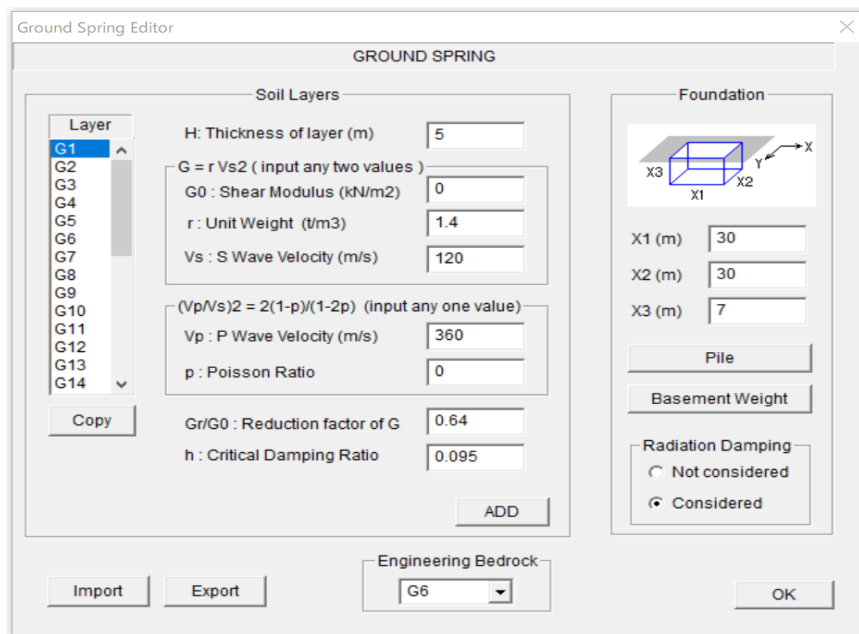 Ground Spring Editor
GROUND SPRING
Soil Layers
Layer
G1
G2
G3
G4
G5
G6
G7
G8
G9
G10
G11
G12
G13
G14
Copy
H: Thickness of layer (m) 5
G = r Vs2 ( input any two values )
G0 : Shear Modulus (kN/m2) 0
r : Unit Weight (t/m3) 1.4
Vs : S Wave Velocity (m/s) 120
(Vp/Vs)2 = 2(1-p)/(1-2p) (input any one value)
Vp : P Wave Velocity (m/s) 360
p : Poisson Ratio 0
Gr/G0 : Reduction factor of G 0.64
h : Critical Damping Ratio 0.095
ADD
Foundation
X
Y
X3
X2
X1
X1 (m) 30
X2 (m) 30
X3 (m) 7
Pile
Basement Weight
Radiation Damping
Not considered
Considered
Import
Export
Engineering Bedrock
G6
OK